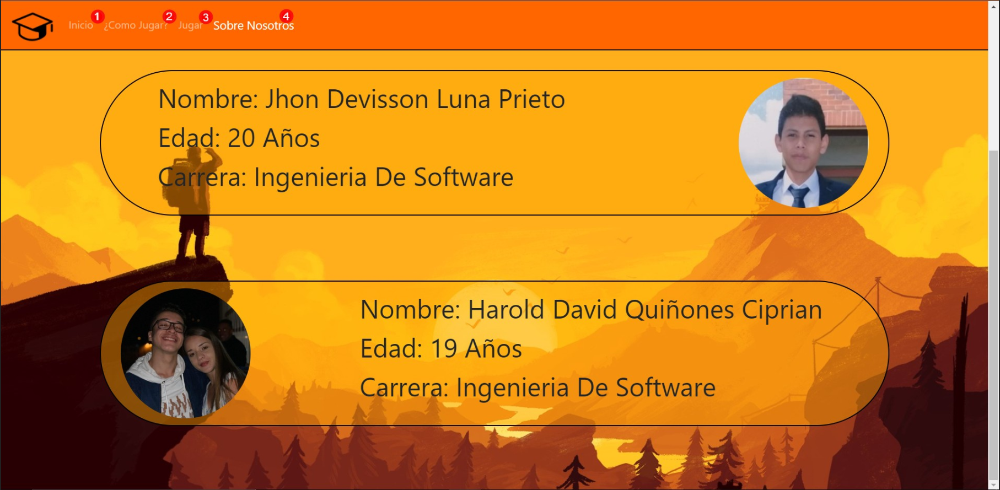 Inicio 1 ¿Como Jugar? 2 Jugar 3 Sobre Nosotros 4
Nombre: Jhon Devisson Luna Prieto
Edad: 20 Años
Carrera: Ingenieria De Software
Nombre: Harold David Quiñones Ciprian
Edad: 19 Años
Carrera: Ingenieria De Software